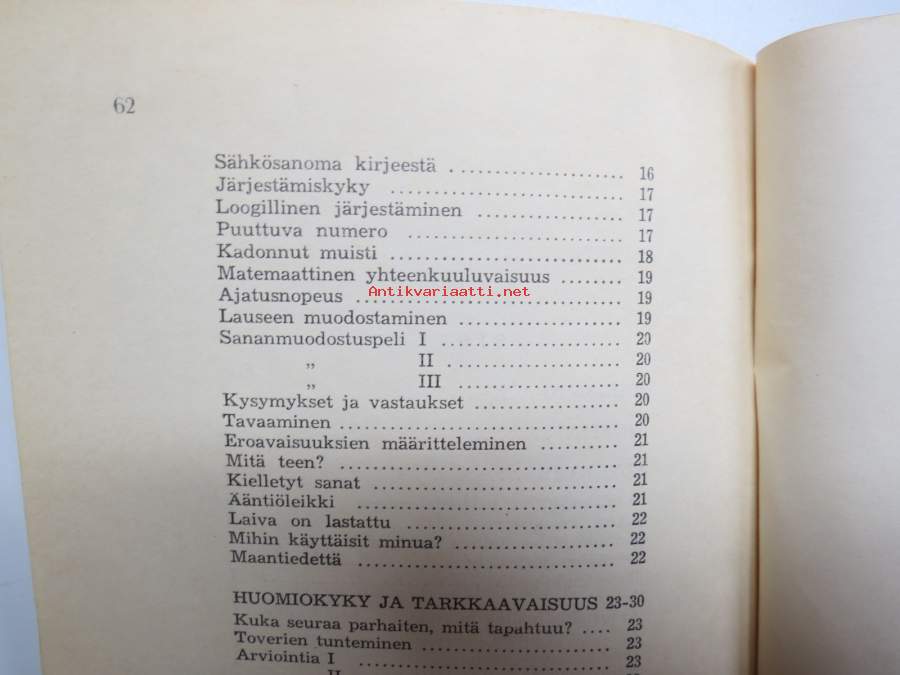 62
Sähkösanoma kirjeestä ..................... 16
Järjestämiskyky ............................ 17
Loogillinen järjestäminen .................. 17
Puuttuva numero .......................... 17
Kadonnut muisti ............................ 18
Matemaattinen yhteenkuuluvaisuus ......... 19
Antikvariaatti.net
Ajatusnopeus ............................... 19
Lauseen muodostaminen .................... 19
Sananmuodostuspeli I ...................... 20
„ II ..................... 20
„ III .................... 20
Kysymykset ja vastaukset .................. 20
Tavaaminen .................................. 20
Eroavaisuuksien määritteleminen .......... 21
Mitä teen? .................................. 21
Kielletyt sanat .............................. 21
Ääntiöleikki ................................ 21
Laiva on lastattu .......................... 22
Mihin käyttäisit minua? .................... 22
Maantiedettä ................................ 22
HUOMIOKYKY JA TARKKAAVAISUUS 23-30
Kuka seuraa parhaiten, mitä tapahtuu? .... 23
Toverien tunteminen ........................ 23
Arviointia I ................................ 23
II